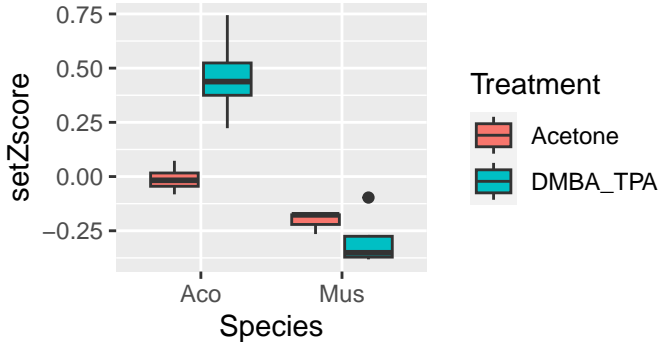 setZscore
0.75
0.50
0.25
0.00
−0.25
Aco Mus
Species
Treatment
Acetone
DMBA_TPA